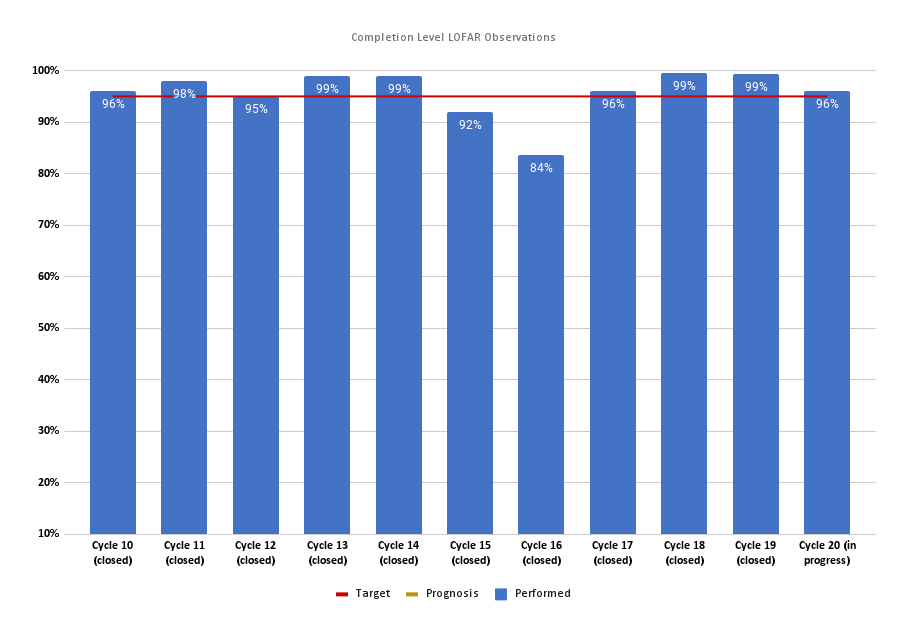 Completion Level LOFAR Observations
100%
90%
80%
70%
60%
50%
40%
30%
20%
10%
96%
98%
95%
99%
99%
92%
84%
96%
99%
99%
96%
Cycle 10 (closed)
Cycle 11 (closed)
Cycle 12 (closed)
Cycle 13 (closed)
Cycle 14 (closed)
Cycle 15 (closed)
Cycle 16 (closed)
Cycle 17 (closed)
Cycle 18 (closed)
Cycle 19 (closed)
Cycle 20 (in progress)
Target
Prognosis
Performed